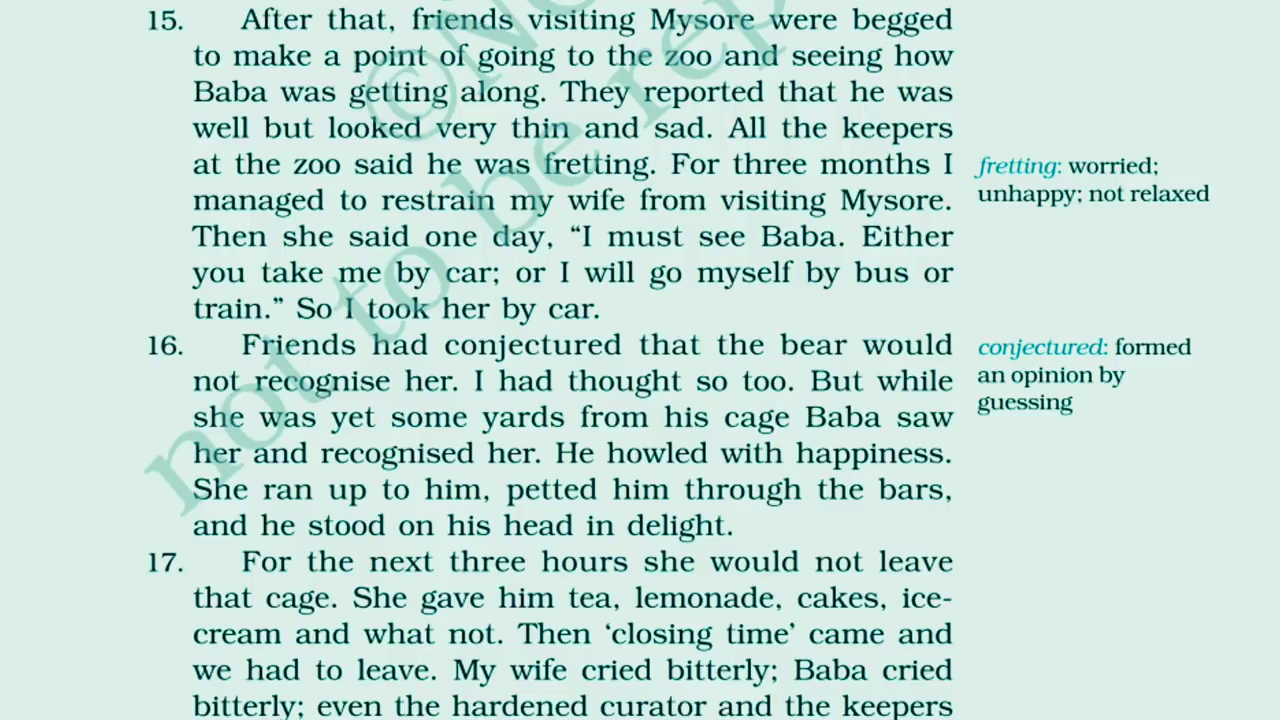 15. After that, friends visiting Mysore were begged
to make a point of going to the zoo and seeing how
Baba was getting along. They reported that he was
well but looked very thin and sad. All the keepers
at the zoo said he was fretting. For three months I
fretting: worried;
unhappy; not relaxed
managed to restrain my wife from visiting Mysore.
Then she said one day, “I must see Baba. Either
you take me by car; or I will go myself by bus or
train.” So I took her by car.
16. Friends had conjectured that the bear would
conjectured: formed
an opinion by
guessing
not recognise her. I had thought so too. But while
she was yet some yards from his cage Baba saw
her and recognised her. He howled with happiness.
She ran up to him, petted him through the bars,
and he stood on his head in delight.
17. For the next three hours she would not leave
that cage. She gave him tea, lemonade, cakes, ice-
cream and what not. Then ‘closing time’ came and
we had to leave. My wife cried bitterly; Baba cried
bitterly; even the hardened curator and the keepers
not to be rep